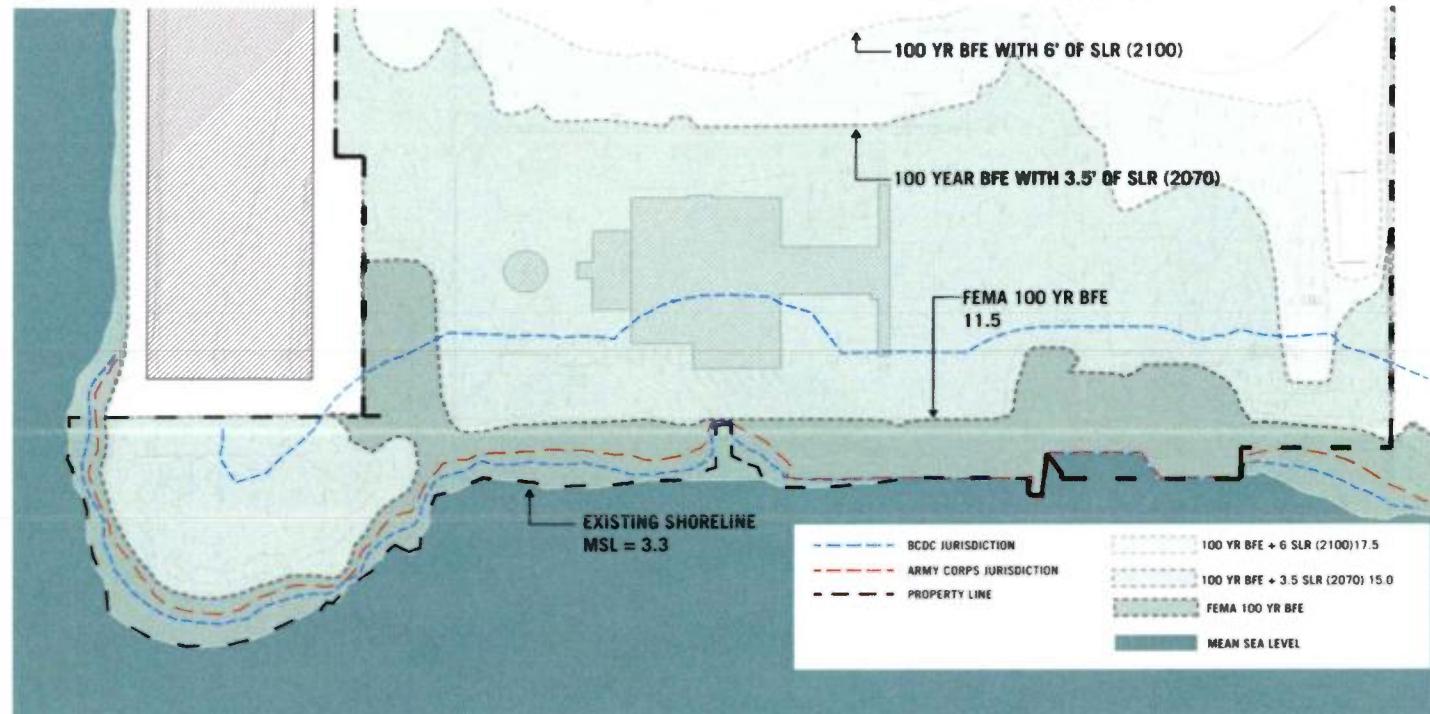 100 YR BFE WITH 6' OF SLR (2100)
100 YEAR BFE WITH 3.5' OF SLR (2070)
FEMA 100 YR BFE
11.5
EXISTING SHORELINE
MSL = 3.3
BCDC JURISDICTION
ARMY CORPS JURISDICTION
PROPERTY LINE
100 YR BFE + 6 SLR (2100)17.5
100 YR BFE + 3.5 SLR (2070) 15.0
FEMA 100 YR BFE
MEAN SEA LEVEL